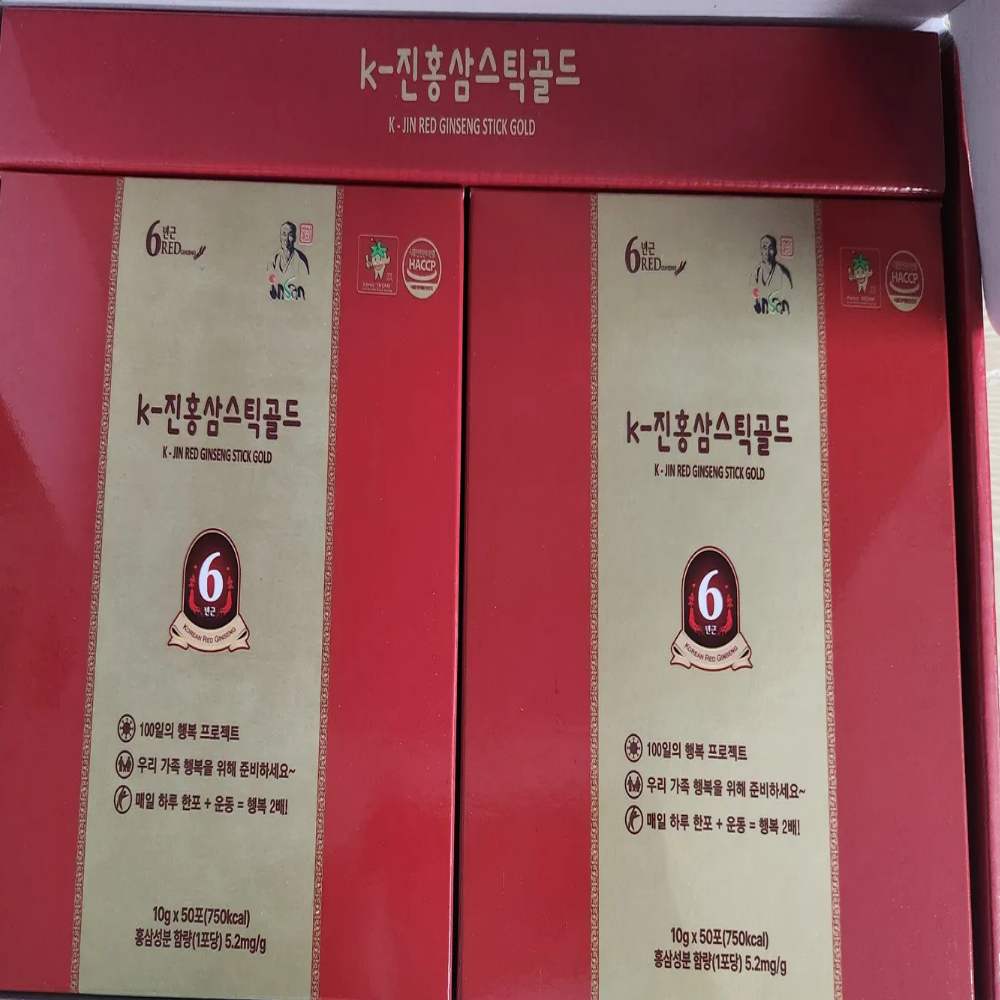 k-진홍삼스틱골드
K - JIN RED GINSENG STICK GOLD
6년근
RED GINSENG
insan
Korea INSAM
HACCP
k-진홍삼스틱골드
K - JIN RED GINSENG STICK GOLD
6
년근
KOREAN RED GINSENG
100일의 행복 프로젝트
우리 가족 행복을 위해 준비하세요~
매일 하루 한포 + 운동 = 행복 2배!
10g x 50포(750kcal)
홍삼성분 함량(1포당) 5.2mg/g
6년근
RED GINSENG
insan
Korea INSAM
HACCP
k-진홍삼스틱골드
K - JIN RED GINSENG STICK GOLD
6
년근
KOREAN RED GINSENG
100일의 행복 프로젝트
우리 가족 행복을 위해 준비하세요~
매일 하루 한포 + 운동 = 행복 2배!
10g x 50포(750kcal)
홍삼성분 함량(1포당) 5.2mg/g